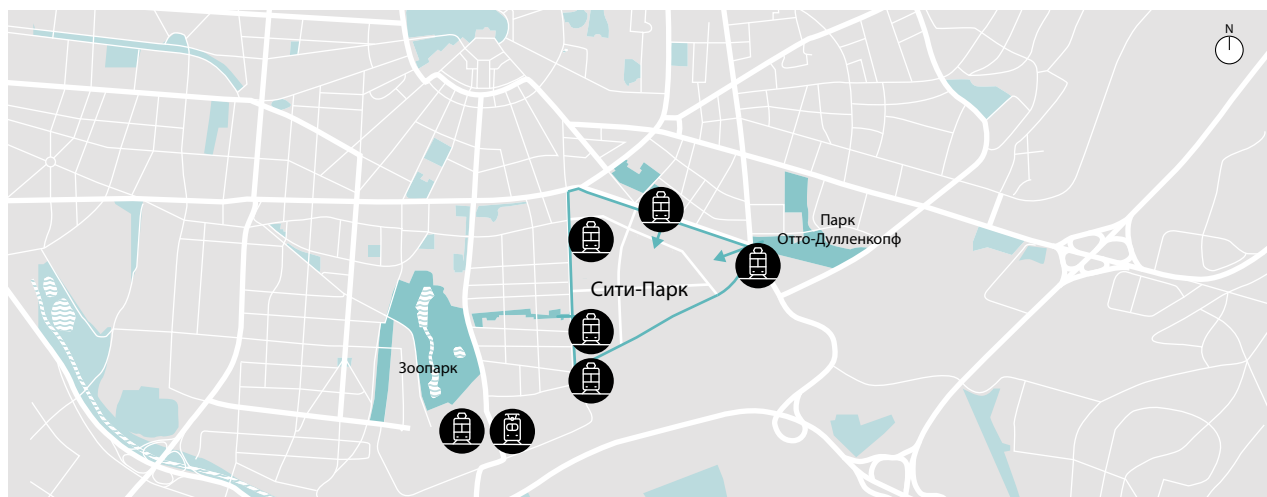 N
Парк
Отто-Дулленкопф
Сити-Парк
Зоопарк